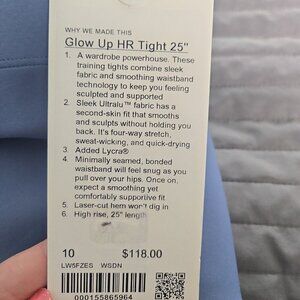 WHY WE MADE THIS
Glow Up HR Tight 25"
1. A wardrobe powerhouse. These
training tights combine sleek
fabric and smoothing waistband
technology to keep you feeling
sculpted and supported
2. Sleek Ultralu™ fabric has a
second-skin fit that smooths
and sculpts without holding you
back. It's four-way stretch,
sweat-wicking, and quick-drying
3. Added Lycra®
4. Minimally seamed, bonded
waistband will feel snug as you
pull over your hips. Once on,
expect a smoothing yet
comfortably supportive fit
5. Laser-cut hem won't dig in
6. High rise, 25" length
10 $118.00
LW5FZES WSDN
000155865964